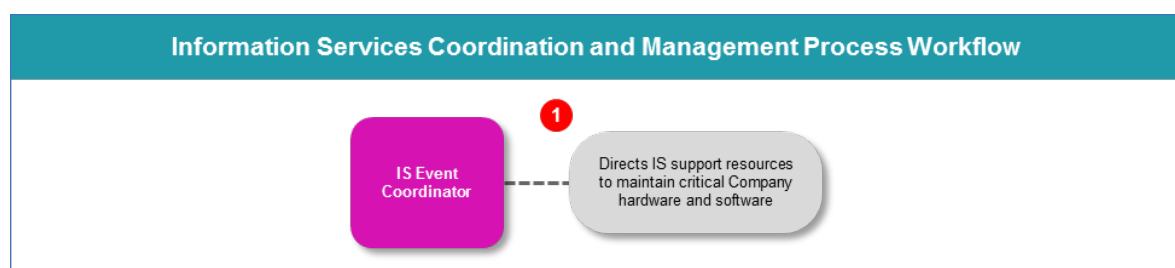 Information Services Coordination and Management Process Workflow
1
IS Event
Coordinator
Directs IS support resources
to maintain critical Company
hardware and software